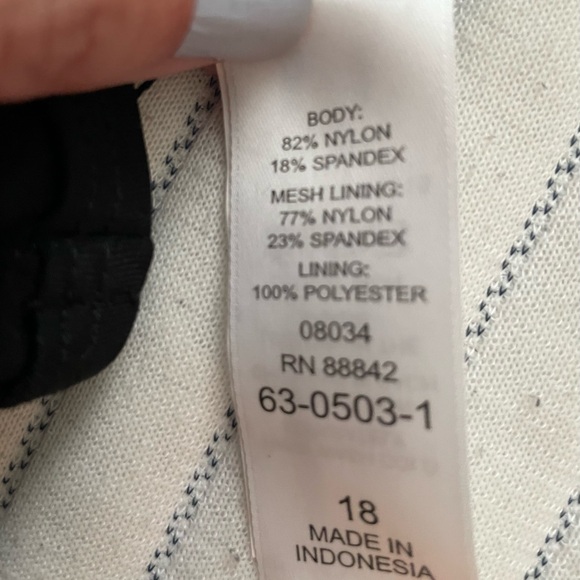 BODY:
82% NYLON
18% SPANDEX
MESH LINING:
77% NYLON
23% SPANDEX
LINING:
100% POLYESTER
08034
RN 88842
63-0503-1
18
MADE IN
INDONESIA